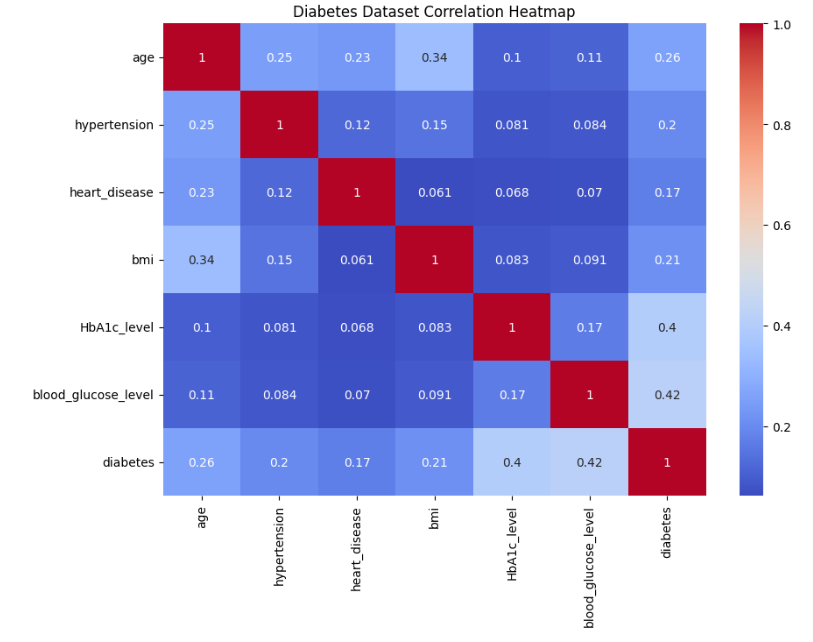 Diabetes Dataset Correlation Heatmap
age 1 0.25 0.23 0.34 0.1 0.11 0.26
hypertension 0.25 1 0.12 0.15 0.081 0.084 0.2
heart_disease 0.23 0.12 1 0.061 0.068 0.07 0.17
bmi 0.34 0.15 0.061 1 0.083 0.091 0.21
HbA1c_level 0.1 0.081 0.068 0.083 1 0.17 0.4
blood_glucose_level 0.11 0.084 0.07 0.091 0.17 1 0.42
diabetes 0.26 0.2 0.17 0.21 0.4 0.42 1
age
hypertension
heart_disease
bmi
HbA1c_level
blood_glucose_level
diabetes
1.0
0.8
0.6
0.4
0.2